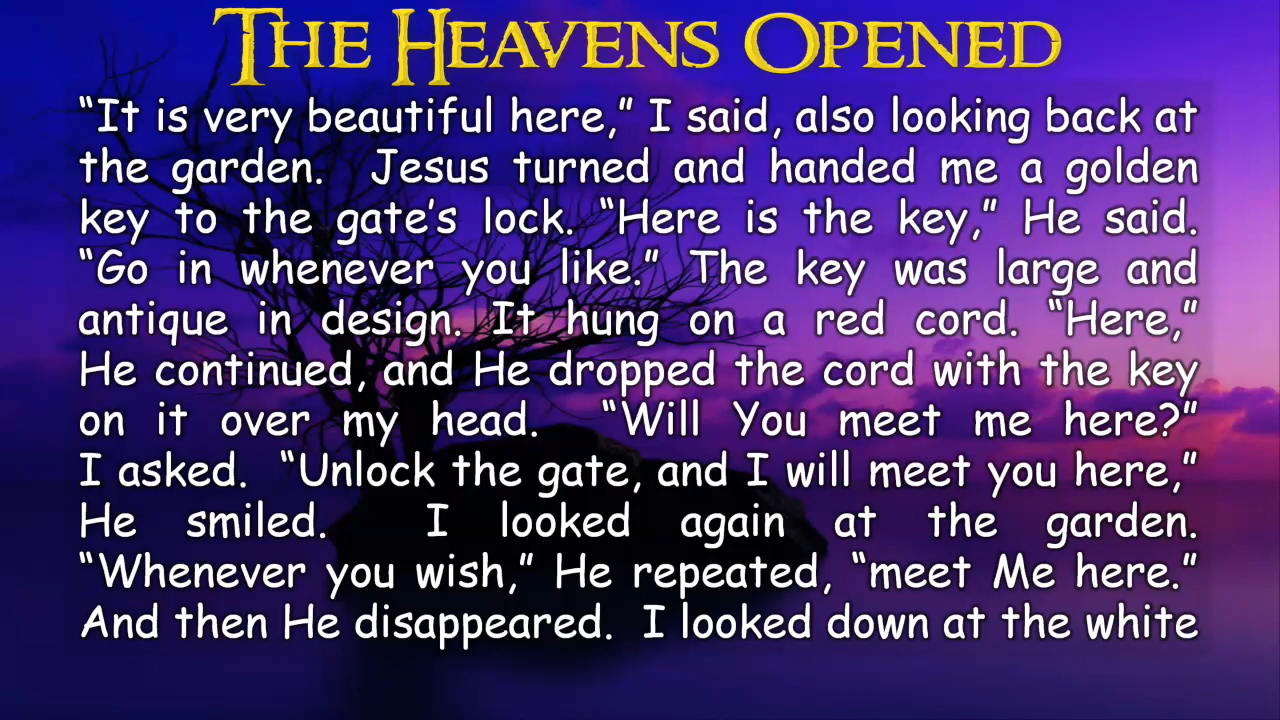 THE HEAVENS OPENED
“It is very beautiful here,” I said, also looking back at
the garden. Jesus turned and handed me a golden
key to the gate’s lock. “Here is the key,” He said.
“Go in whenever you like.” The key was large and
antique in design. It hung on a red cord. “Here,”
He continued, and He dropped the cord with the key
on it over my head. “Will You meet me here?”
I asked. “Unlock the gate, and I will meet you here,”
He smiled. I looked again at the garden.
“Whenever you wish,” He repeated, “meet Me here.”
And then He disappeared. I looked down at the white